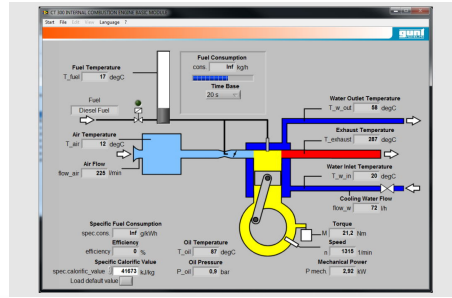 CT 300 INTERNAL COMBUSTION ENGINE BASIC MODULE
Start File Edit View Language ?
gunt
Fuel Consumption
cons. Inf kg/h
Time Base
20 s
Fuel Temperature
T_fuel 17 degC
Fuel
Diesel Fuel
Air Temperature
T_air 12 degC
Air Flow
flow_air 225 l/min
Water Outlet Temperature
T_w_out 58 degC
Exhaust Temperature
T_exhaust 387 degC
Water Inlet Temperature
T_w_in 20 degC
Cooling Water Flow
flow_w 72 l/h
Specific Fuel Consumption
spec.cons. Inf g/kWh
Efficiency
efficiency 0 %
Specific Calorific Value
spec.calorific_value 41673 kJ/kg
Load default value
Oil Temperature
T_oil 87 degC
Oil Pressure
P_oil 0,9 bar
Torque
M 21,2 Nm
Speed
n 1315 1/min
Mechanical Power
P mech. 2,92 kW